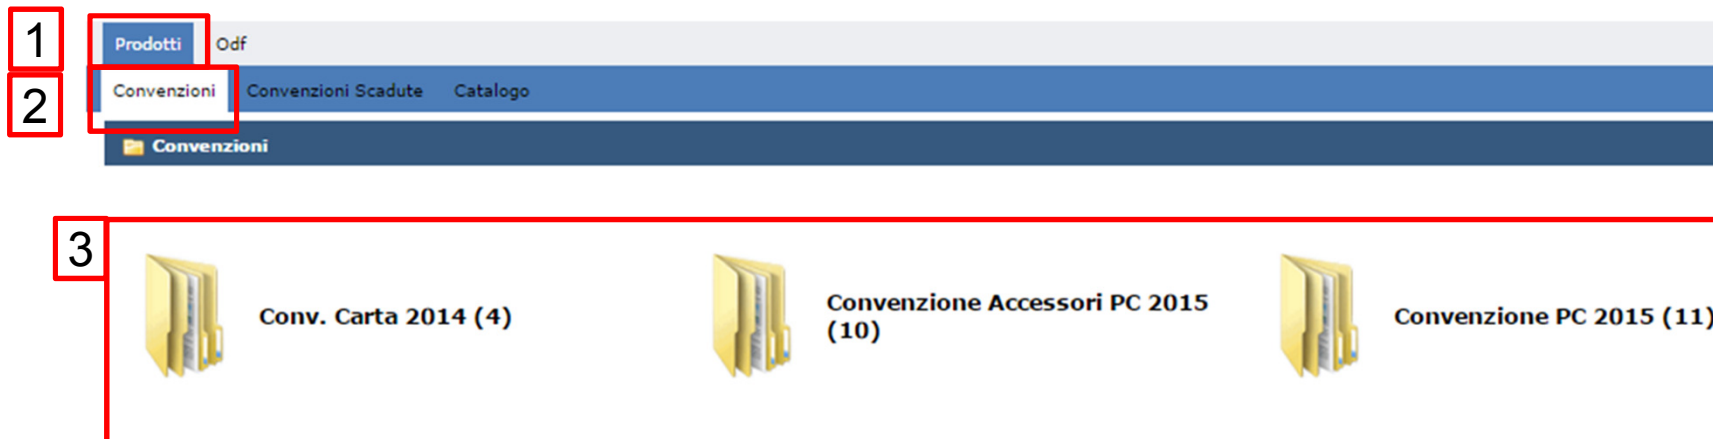 1
Prodotti Odf
2
Convenzioni Convenzioni Scadute Catalogo
Convenzioni
3
Conv. Carta 2014 (4)
Convenzione Accessori PC 2015
(10)
Convenzione PC 2015 (11)